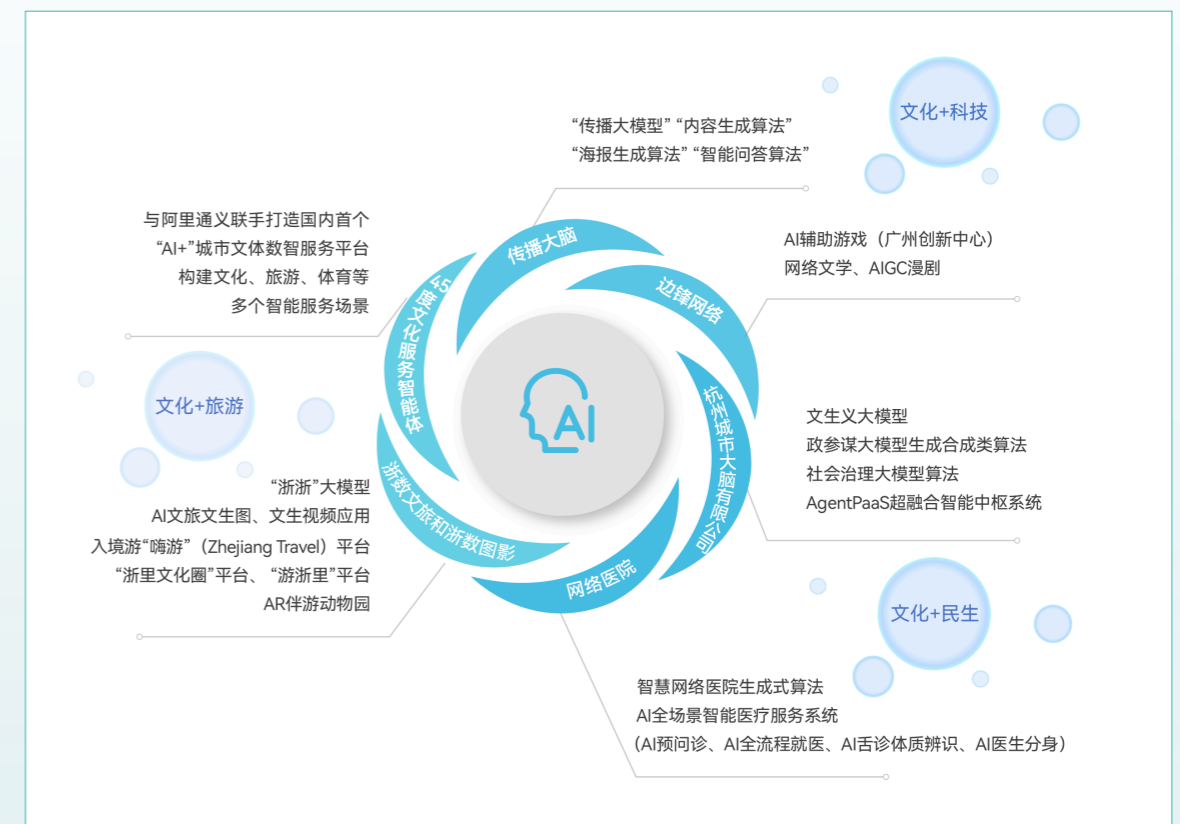 文化+科技
“传播大模型” “内容生成算法”
“海报生成算法” “智能问答算法”
与阿里通义联手打造国内首个
“AI+”城市文体数智服务平台
构建文化、旅游、体育等
多个智能服务场景
AI辅助游戏（广州创新中心）
网络文学、AIGC漫剧
传播大脑
边锋网络
45度文化服务智能体
杭州城市大脑有限公司
浙数文旅和浙数图影
网络医院
AI
文化+旅游
文生义大模型
政参谋大模型生成合成类算法
社会治理大模型算法
AgentPaaS超融合智能中枢系统
“浙浙”大模型
AI文旅文生图、文生视频应用
入境游“嗨游”（Zhejiang Travel）平台
“浙里文化圈”平台、 “游浙里”平台
AR伴游动物园
文化+民生
智慧网络医院生成式算法
AI全场景智能医疗服务系统
（AI预问诊、AI全流程就医、AI舌诊体质辨识、AI医生分身）